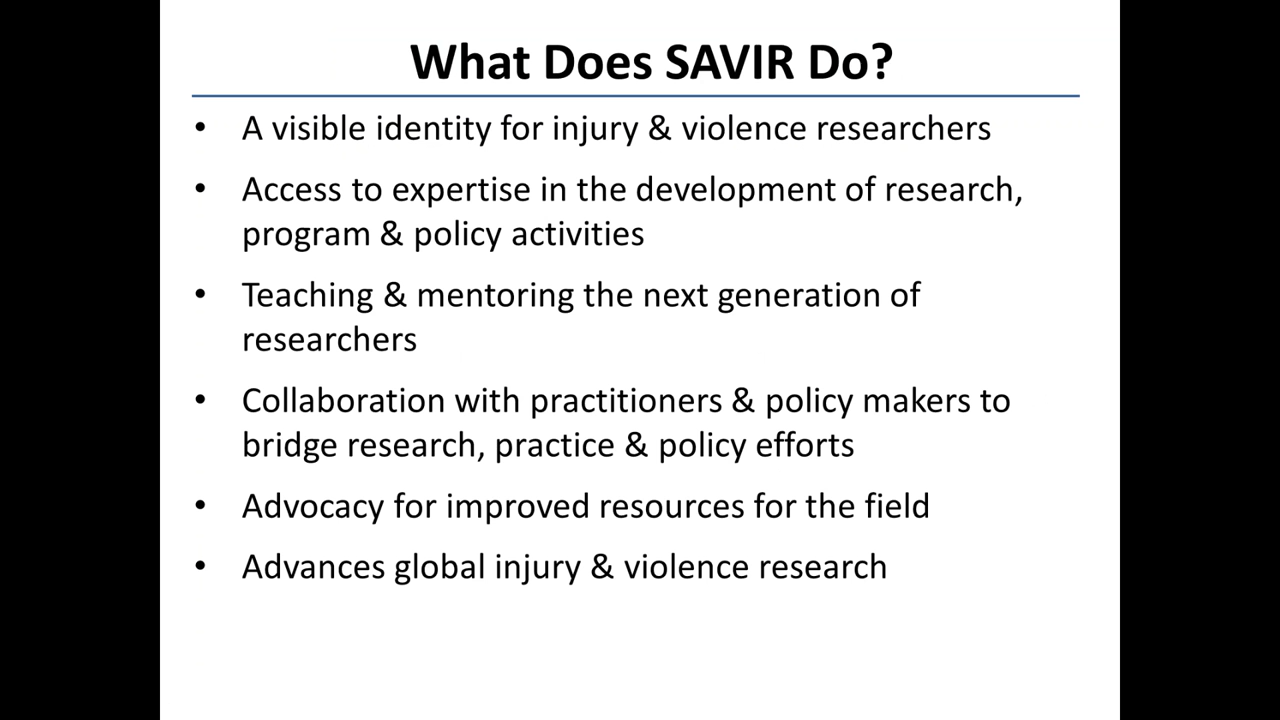 What Does SAVIR Do?
• A visible identity for injury & violence researchers
• Access to expertise in the development of research,
program & policy activities
• Teaching & mentoring the next generation of
researchers
• Collaboration with practitioners & policy makers to
bridge research, practice & policy efforts
• Advocacy for improved resources for the field
• Advances global injury & violence research